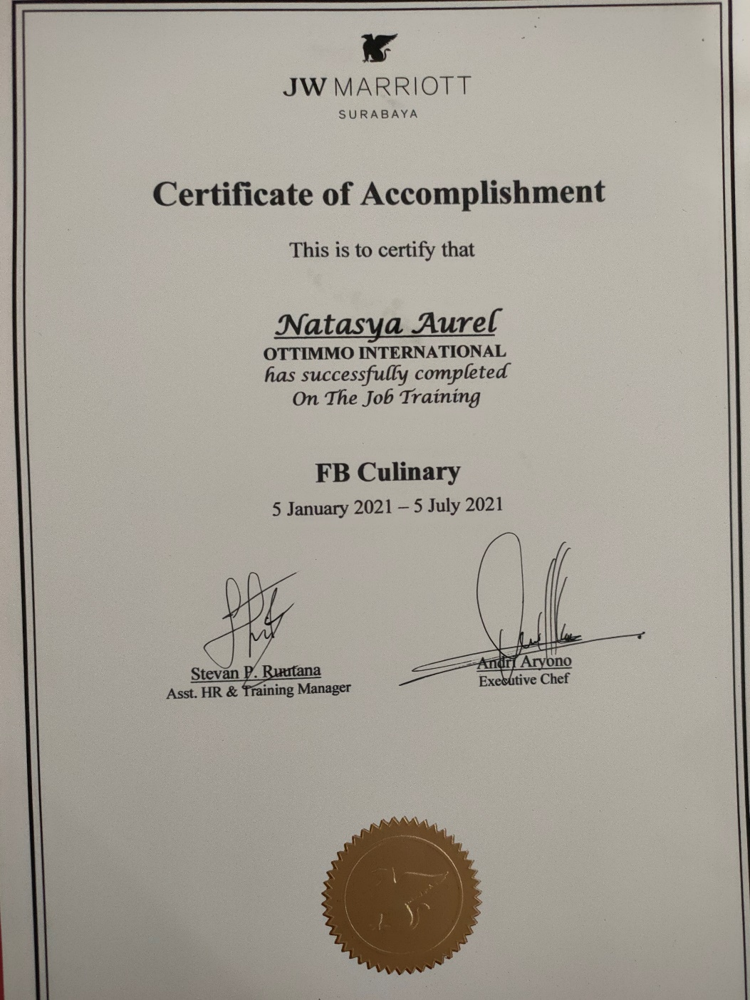 JW MARRIOTT
SURABAYA
Certificate of Accomplishment
This is to certify that
Natasya Aurel
OTTIMMO INTERNATIONAL
has successfully completed
On The Job Training
FB Culinary
5 January 2021 – 5 July 2021
Stevan P. Ruutana
Asst. HR & Training Manager
Andri Aryono
Executive Chef